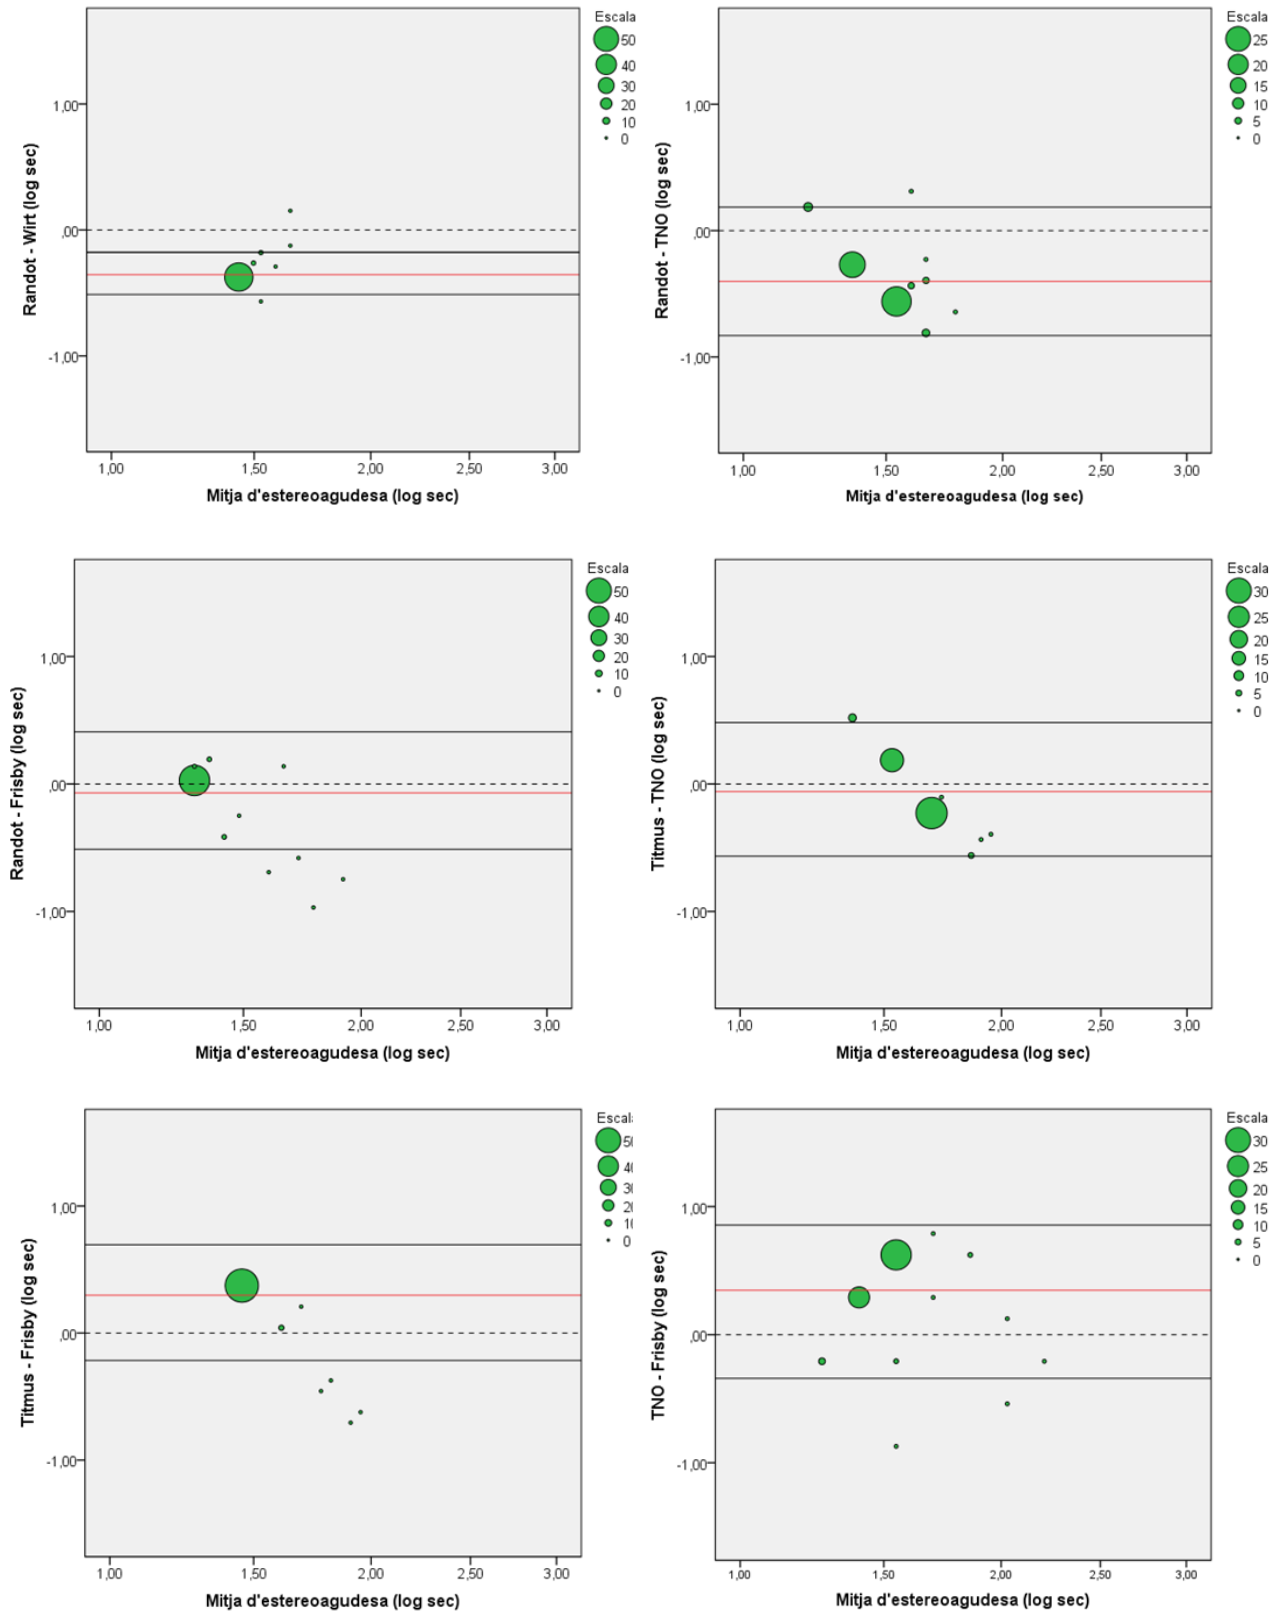 Escala
50
40
30
20
10
0
1,00
,00
-1,00
Randot - Wirt (log sec)
1,00 1,50 2,00 2,50 3,00
Mitja d'estereoagudesa (log sec)
Escala
25
20
15
10
5
0
1,00
,00
-1,00
Randot - TNO (log sec)
1,00 1,50 2,00 2,50 3,00
Mitja d'estereoagudesa (log sec)
Escala
50
40
30
20
10
0
1,00
,00
-1,00
Randot - Frisby (log sec)
1,00 1,50 2,00 2,50 3,00
Mitja d'estereoagudesa (log sec)
Escala
30
25
20
15
10
5
0
1,00
,00
-1,00
Titmus - TNO (log sec)
1,00 1,50 2,00 2,50 3,00
Mitja d'estereoagudesa (log sec)
0
1,00
,00
-1,00
Titmus - Frisby (log sec)
1,00 1,50 2,00 2,50 3,00
Mitja d'estereoagudesa (log sec)
Escala
30
25
20
15
10
5
0
1,00
,00
-1,00
TNO - Frisby (log sec)
1,00 1,50 2,00 2,50 3,00
Mitja d'estereoagudesa (log sec)